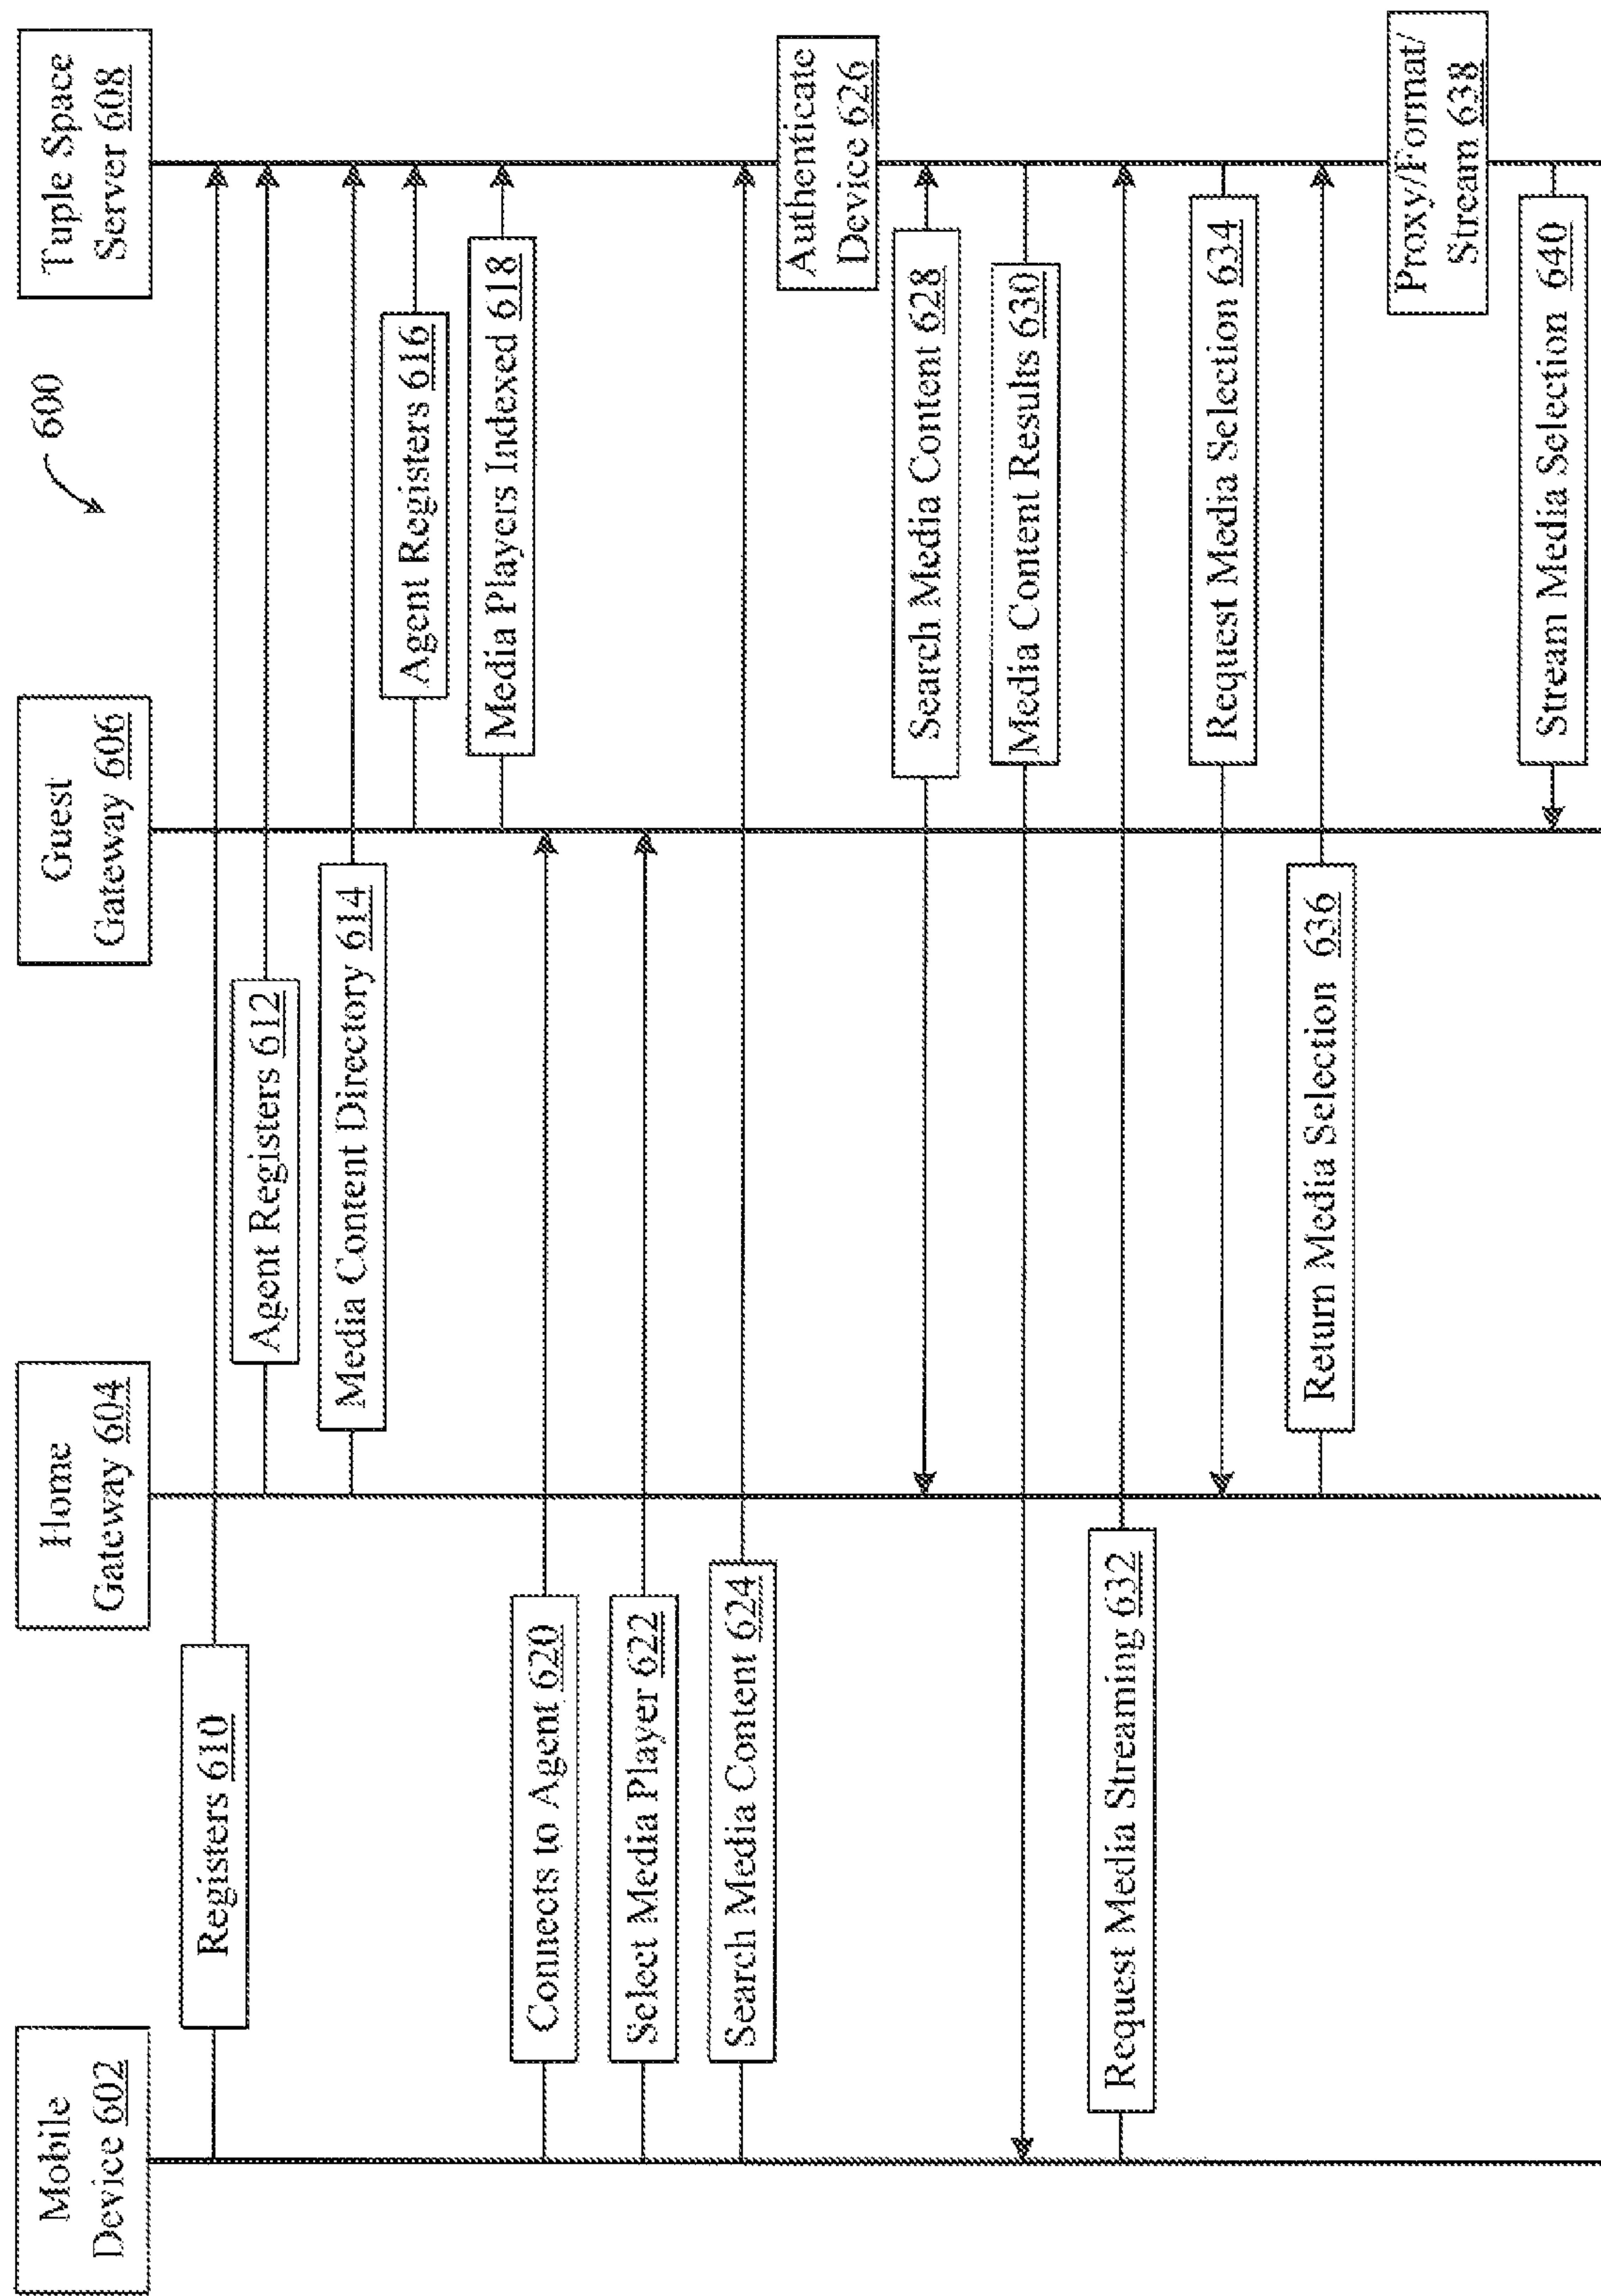 600
Mobile
Device 602
Home
Gateway 604
Guest
Gateway 606
Tuple Space
Server 608
Registers 610
Agent Registers 612
Media Content Directory 614
Agent Registers 616
Media Players Indexed 618
Connects to Agent 620
Select Media Player 622
Search Media Content 624
Authenticate
Device 626
Search Media Content 628
Media Content Results 630
Request Media Streaming 632
Request Media Selection 634
Return Media Selection 636
Proxy/Format/
Stream 638
Stream Media Selection 640